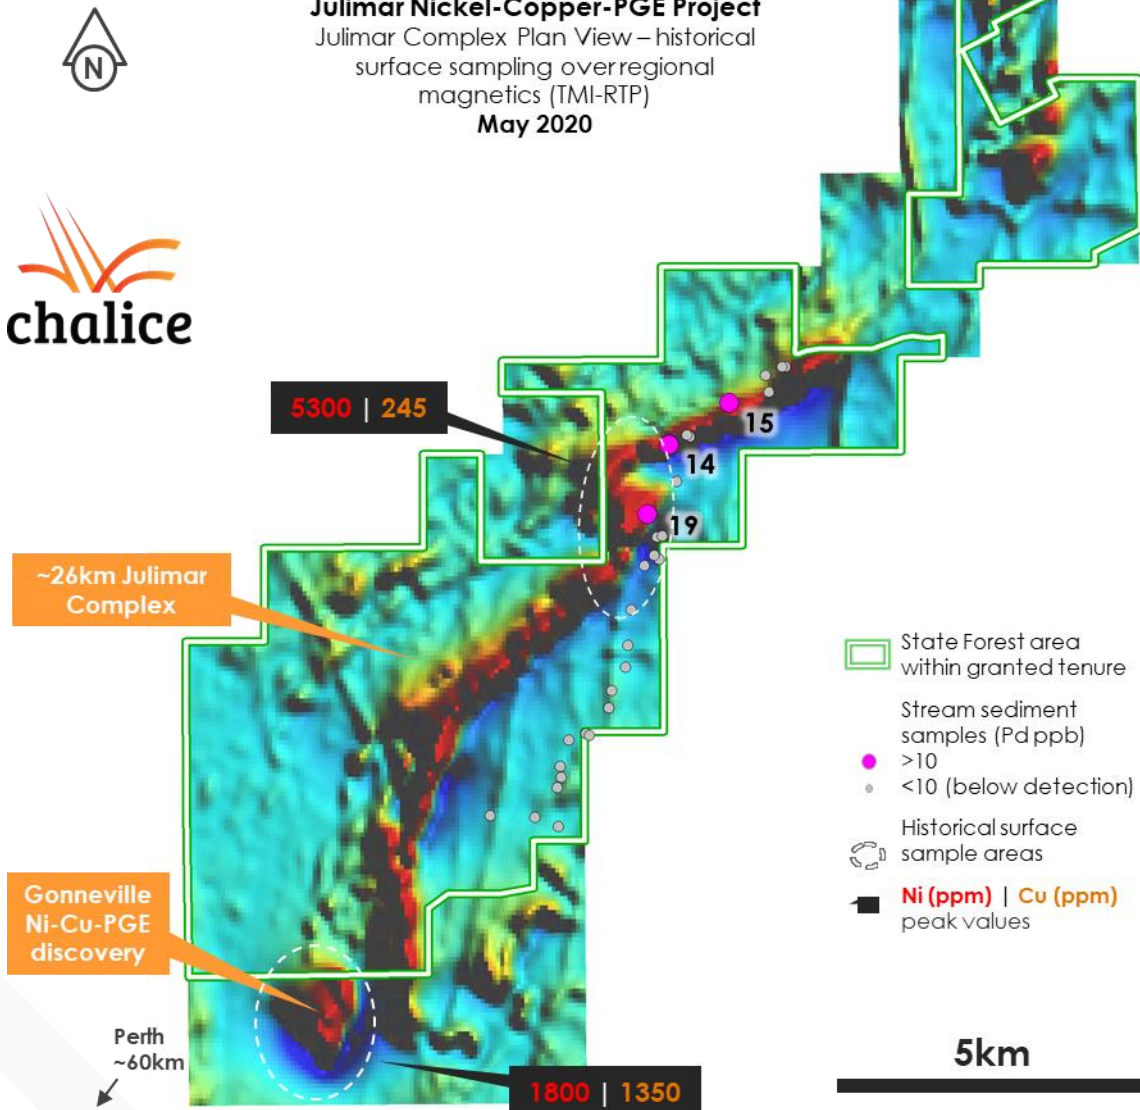 Julimar Nickel-Copper-PGE Project
Julimar Complex Plan View – historical
surface sampling over regional
magnetics (TMI-RTP)
May 2020
N
chalice
5300 | 245
15
14
19
~26km Julimar
Complex
State Forest area
within granted tenure
Stream sediment
samples (Pd ppb)
>10
<10 (below detection)
Historical surface
sample areas
Ni (ppm) | Cu (ppm)
peak values
Gonneville
Ni-Cu-PGE
discovery
Perth
~60km
5km
1800 | 1350